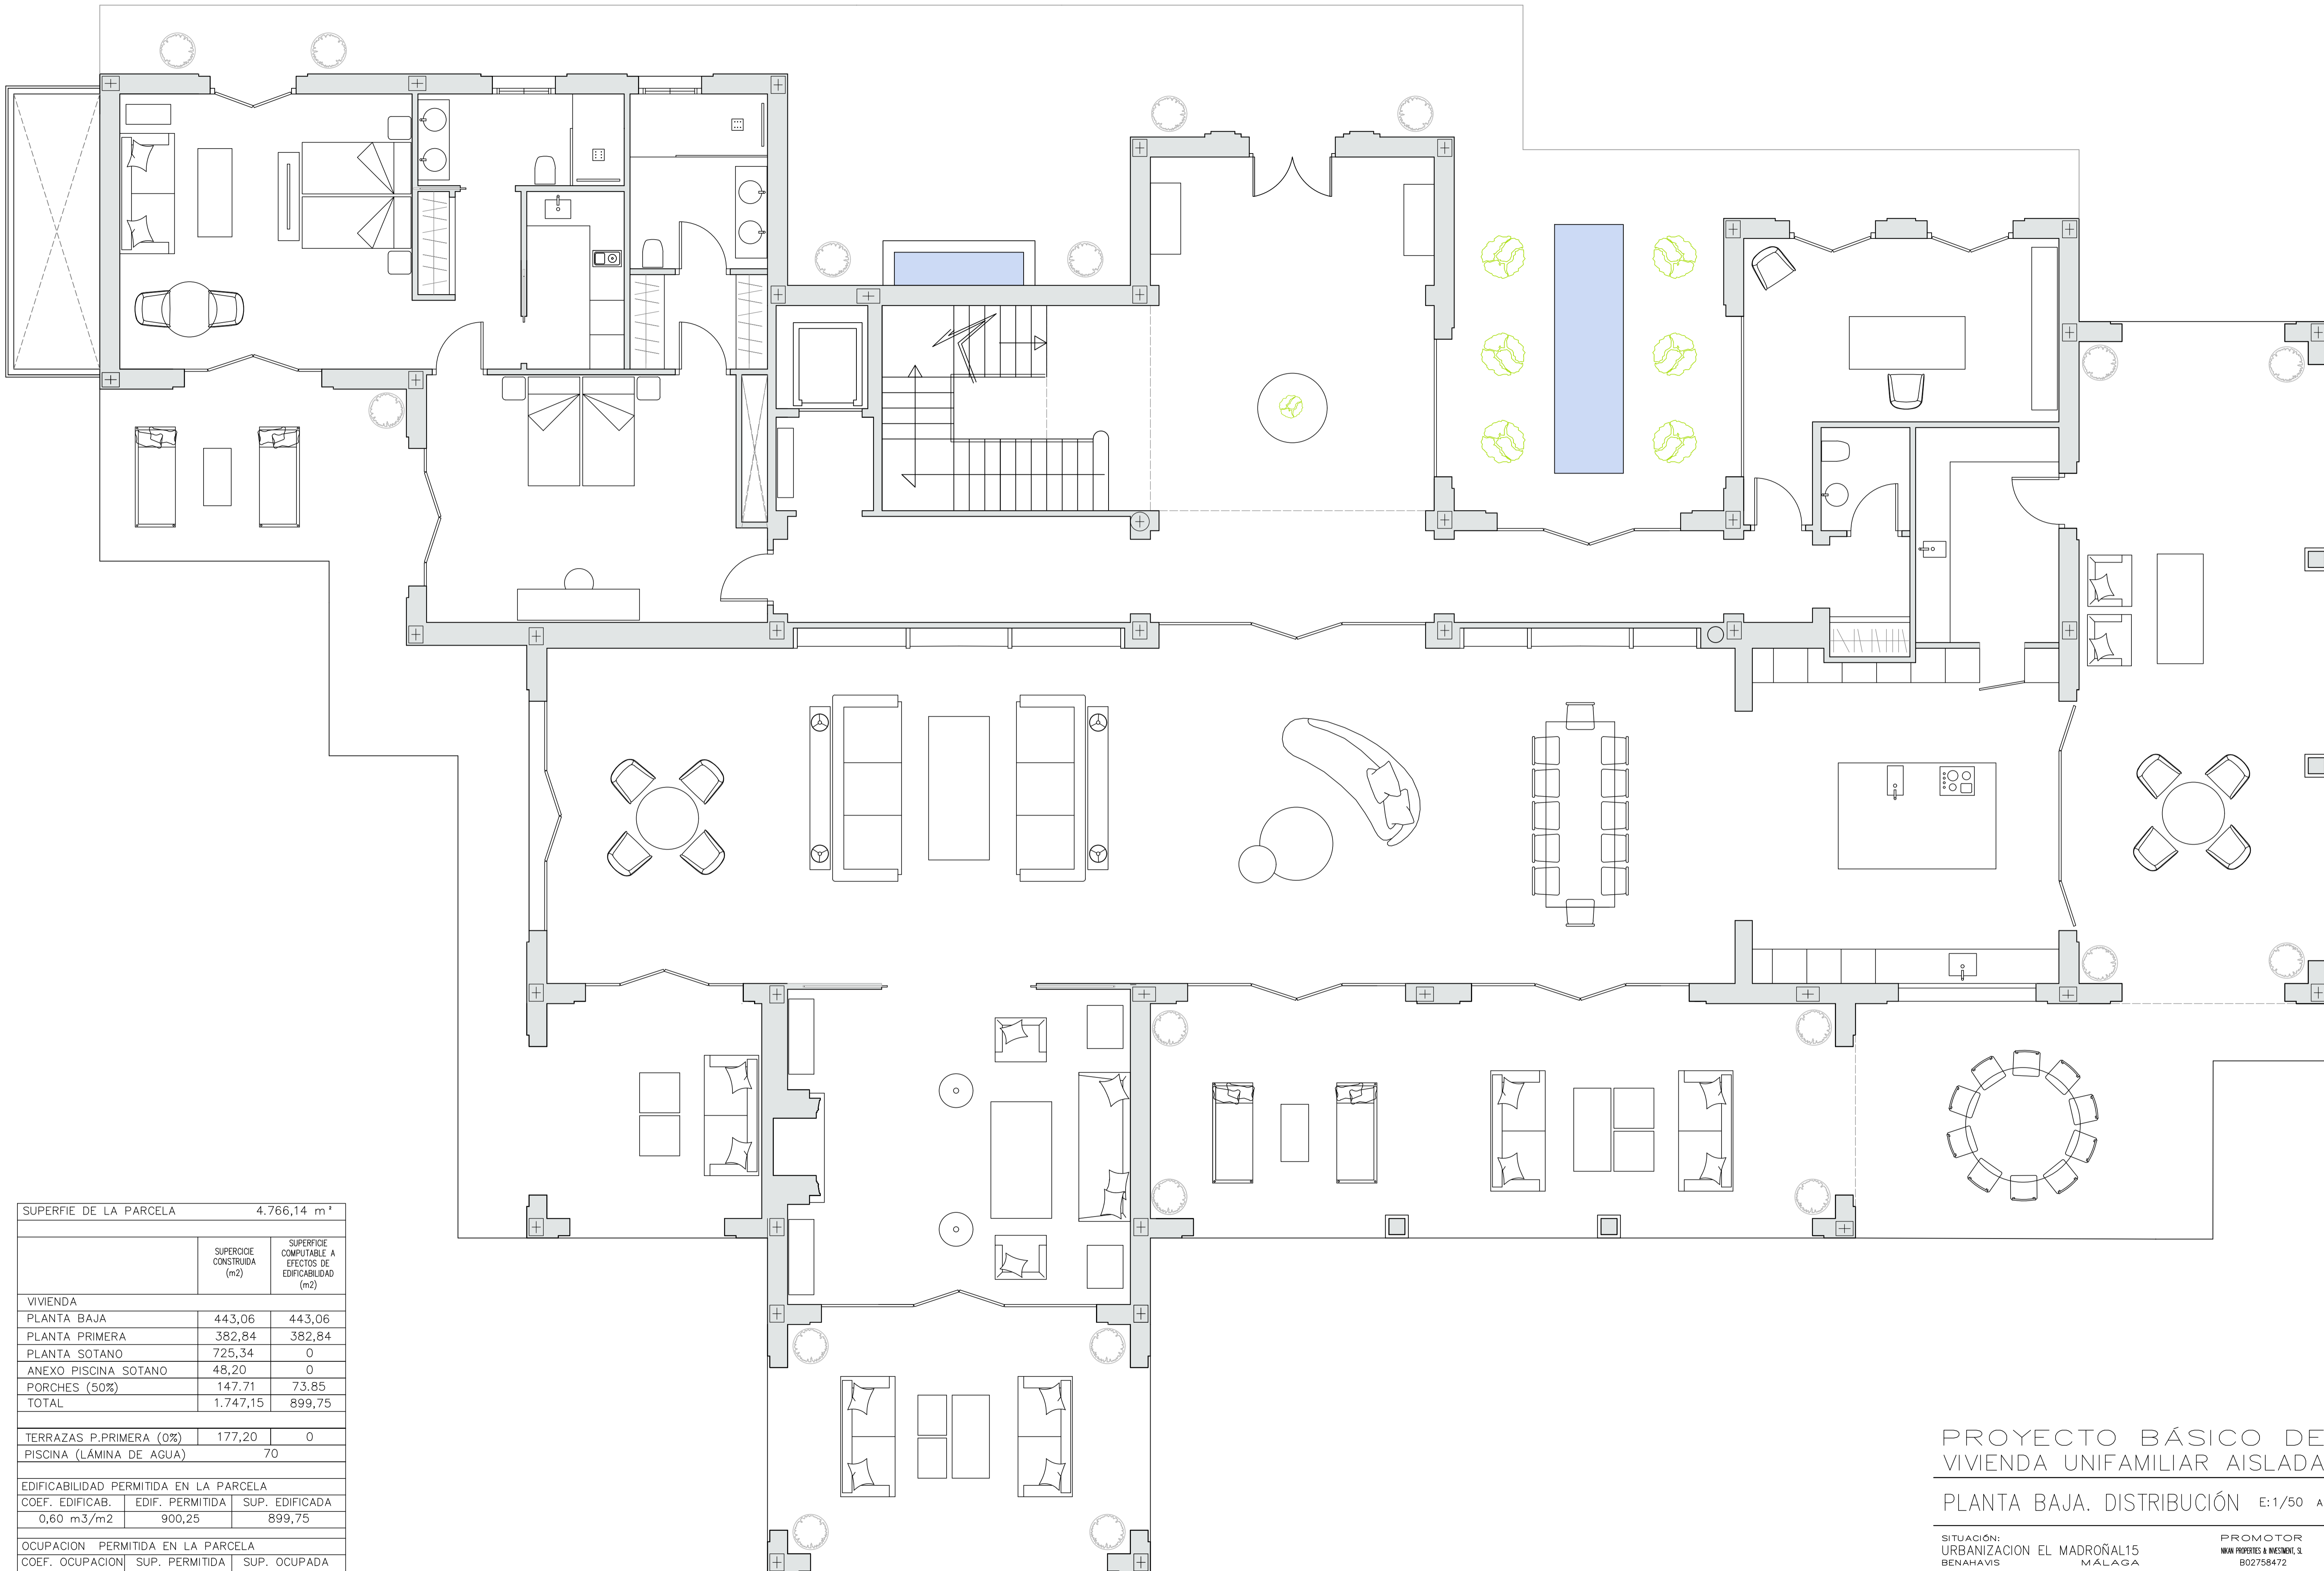 SUPERFIE DE LA PARCELA 4.766,14 m²
SUPERCICIE CONSTRUIDA (m2)
SUPERFICIE COMPUTABLE A EFECTOS DE EDIFICABILIDAD (m2)
VIVIENDA
PLANTA BAJA 443,06 443,06
PLANTA PRIMERA 382,84 382,84
PLANTA SOTANO 725,34 0
ANEXO PISCINA SOTANO 48,20 0
PORCHES (50%) 147.71 73.85
TOTAL 1.747,15 899,75
TERRAZAS P.PRIMERA (0%) 177,20 0
PISCINA (LÁMINA DE AGUA) 70
EDIFICABILIDAD PERMITIDA EN LA PARCELA
COEF. EDIFICAB. EDIF. PERMITIDA SUP. EDIFICADA
0,60 m3/m2 900,25 899,75
OCUPACION PERMITIDA EN LA PARCELA
COEF. OCUPACION SUP. PERMITIDA SUP. OCUPADA
PROYECTO BÁSICO DE
VIVIENDA UNIFAMILIAR AISLADA
PLANTA BAJA. DISTRIBUCIÓN E:1/50 A
SITUACIÓN:
URBANIZACION EL MADROÑAL15
BENAHAVIS MÁLAGA
PROMOTOR
NIKAN PROPERTIES & INVESTMENT, SL
B02758472